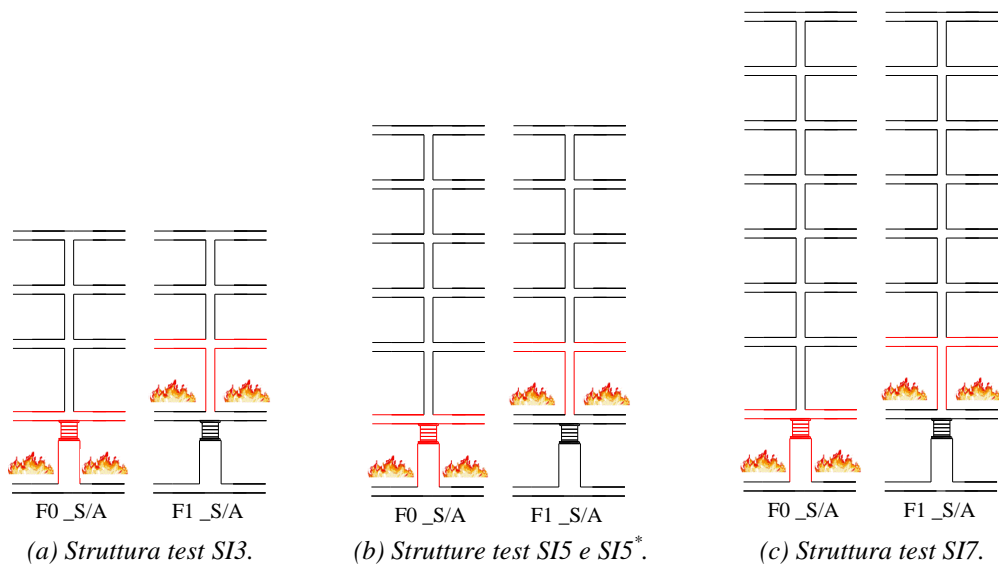 F0 _S/A F1 _S/A F0 _S/A F1 _S/A F0 _S/A F1 _S/A
(a) Struttura test SI3. (b) Strutture test SI5 e SI5*. (c) Struttura test SI7.